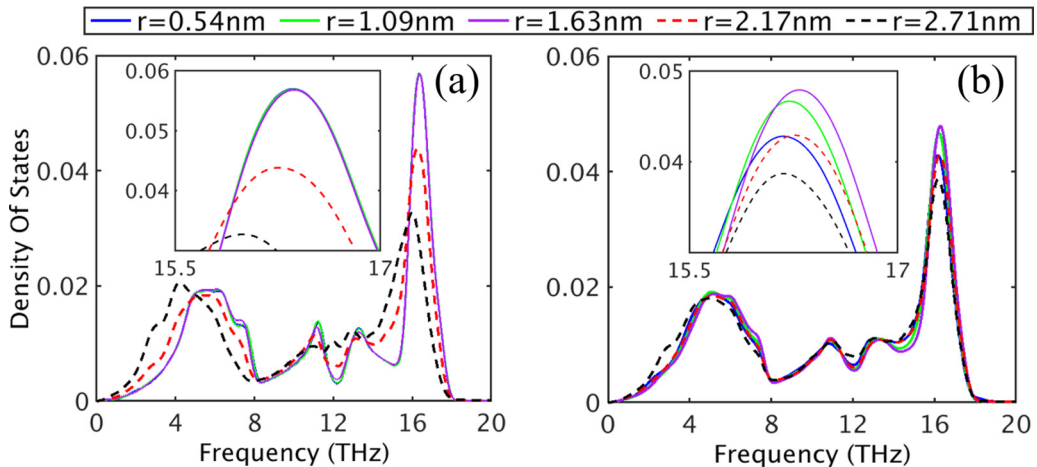 r=0.54nm r=1.09nm r=1.63nm r=2.17nm r=2.71nm
(a)
Density Of States
0.06
0.04
0.02
0
0.06
0.05
0.04
15.5 17
0 4 8 12 16 20
Frequency (THz)
(b)
0.06
0.04
0.02
0
0.05
0.04
15.5 17
0 4 8 12 16 20
Frequency (THz)